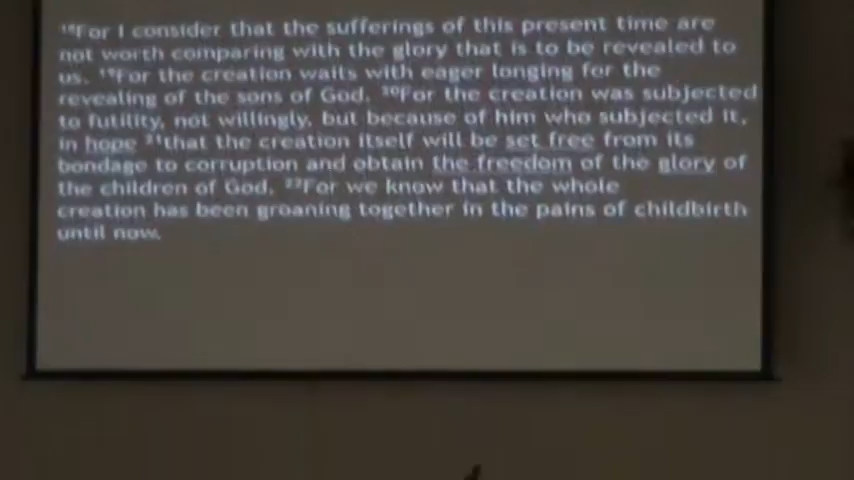 ¹⁸For I consider that the sufferings of this present time are
not worth comparing with the glory that is to be revealed to
us. ¹⁹For the creation waits with eager longing for the
revealing of the sons of God. ²⁰For the creation was subjected
to futility, not willingly, but because of him who subjected it,
in hope ²¹that the creation itself will be set free from its
bondage to corruption and obtain the freedom of the glory of
the children of God. ²²For we know that the whole
creation has been groaning together in the pains of childbirth
until now.